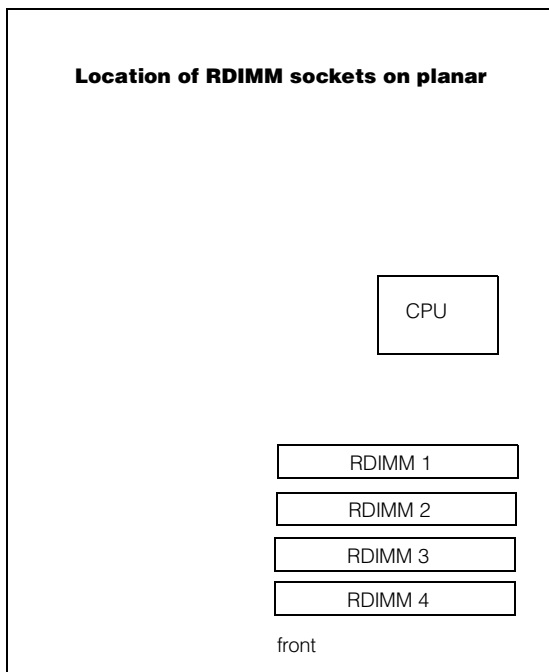 Location of RDIMM sockets on planar
CPU
RDIMM 1
RDIMM 2
RDIMM 3
RDIMM 4
front